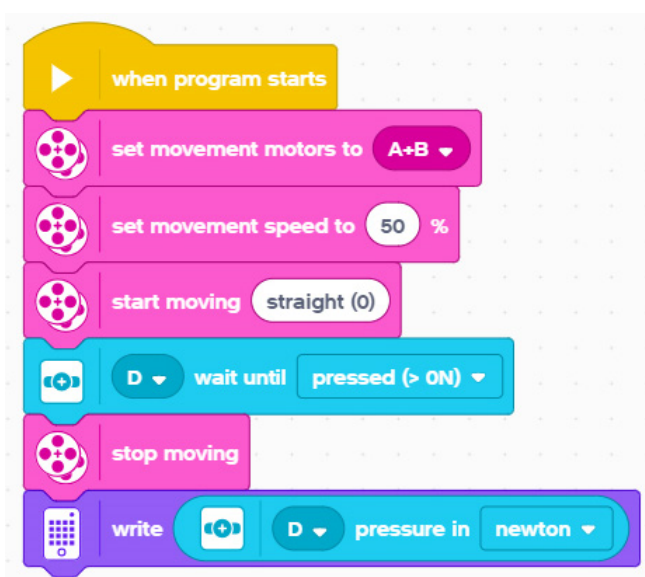 when program starts
set movement motors to A+B
set movement speed to 50 %
start moving straight (0)
D wait until pressed (> 0N)
stop moving
write D pressure in newton